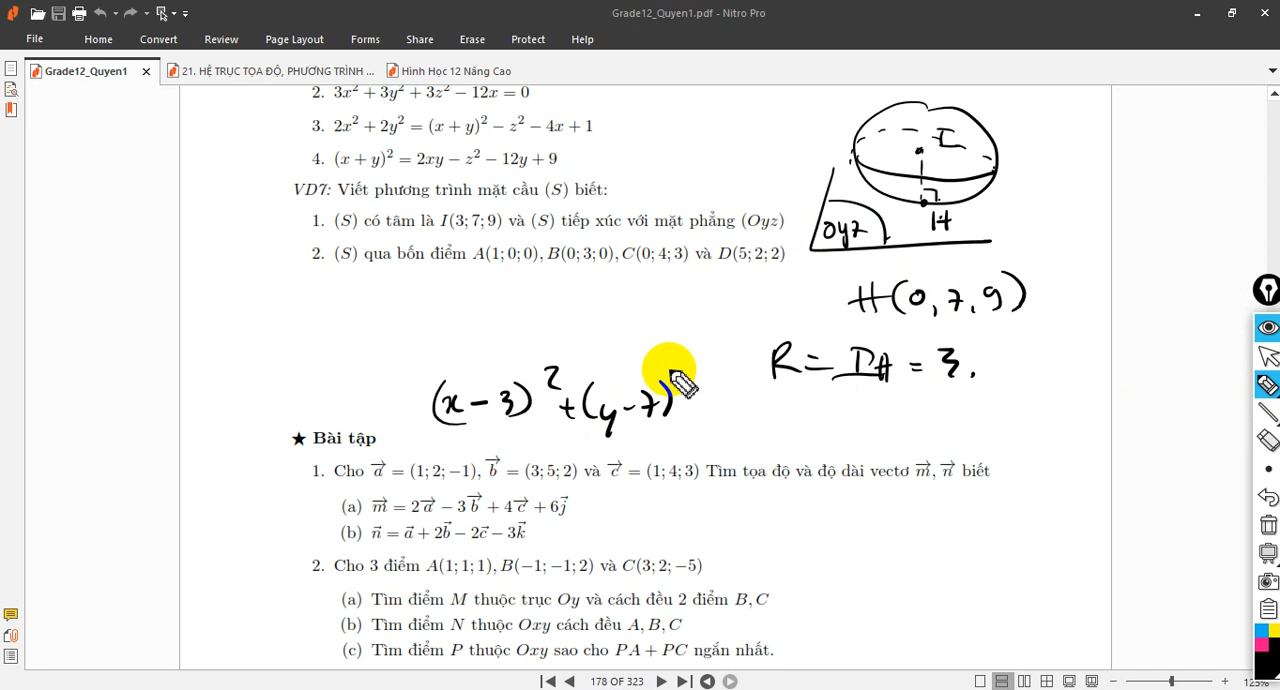 Grade12_Quyen1.pdf - Nitro Pro
File Home Convert Review Page Layout Forms Share Erase Protect Help
Grade12_Quyen1 21. HỆ TRỤC TỌA ĐỘ, PHƯƠNG TRÌNH ... Hình Học 12 Nâng Cao
2. 3x² + 3y² + 3z² − 12x = 0
3. 2x² + 2y² = (x + y)² − z² − 4x + 1
4. (x + y)² = 2xy − z² − 12y + 9
VD7: Viết phương trình mặt cầu (S) biết:
1. (S) có tâm là I(3; 7; 9) và (S) tiếp xúc với mặt phẳng (Oyz)
2. (S) qua bốn điểm A(1; 0; 0), B(0; 3; 0), C(0; 4; 3) và D(5; 2; 2)
I
H
Oyz
H(0, 7, 9)
R = IH = 3.
(x − 3)² + (y − 7)
★ Bài tập
1. Cho a⃗ = (1; 2; −1), b⃗ = (3; 5; 2) và c⃗ = (1; 4; 3) Tìm tọa độ và độ dài vectơ m⃗, n⃗ biết
(a) m⃗ = 2a⃗ − 3b⃗ + 4c⃗ + 6j⃗
(b) n⃗ = a⃗ + 2b⃗ − 2c⃗ − 3k⃗
2. Cho 3 điểm A(1; 1; 1), B(−1; −1; 2) và C(3; 2; −5)
(a) Tìm điểm M thuộc trục Oy và cách đều 2 điểm B, C
(b) Tìm điểm N thuộc Oxy cách đều A, B, C
(c) Tìm điểm P thuộc Oxy sao cho PA + PC ngắn nhất.
178 OF 323
125%